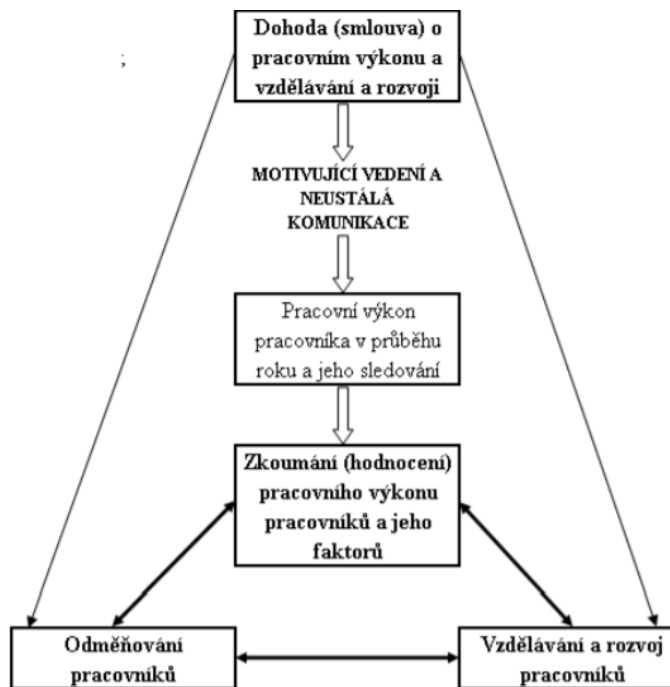 Dohoda (smlouva) o
pracovním výkonu a
vzdělávání a rozvoji
;
MOTIVUJÍCÍ VEDENÍ A
NEUSTÁLÁ
KOMUNIKACE
Pracovní výkon
pracovníka v průběhu
roku a jeho sledování
Zkoumání (hodnocení)
pracovního výkonu
pracovníků a jeho
faktorů
Odměňování
pracovníků
Vzdělávání a rozvoj
pracovníků